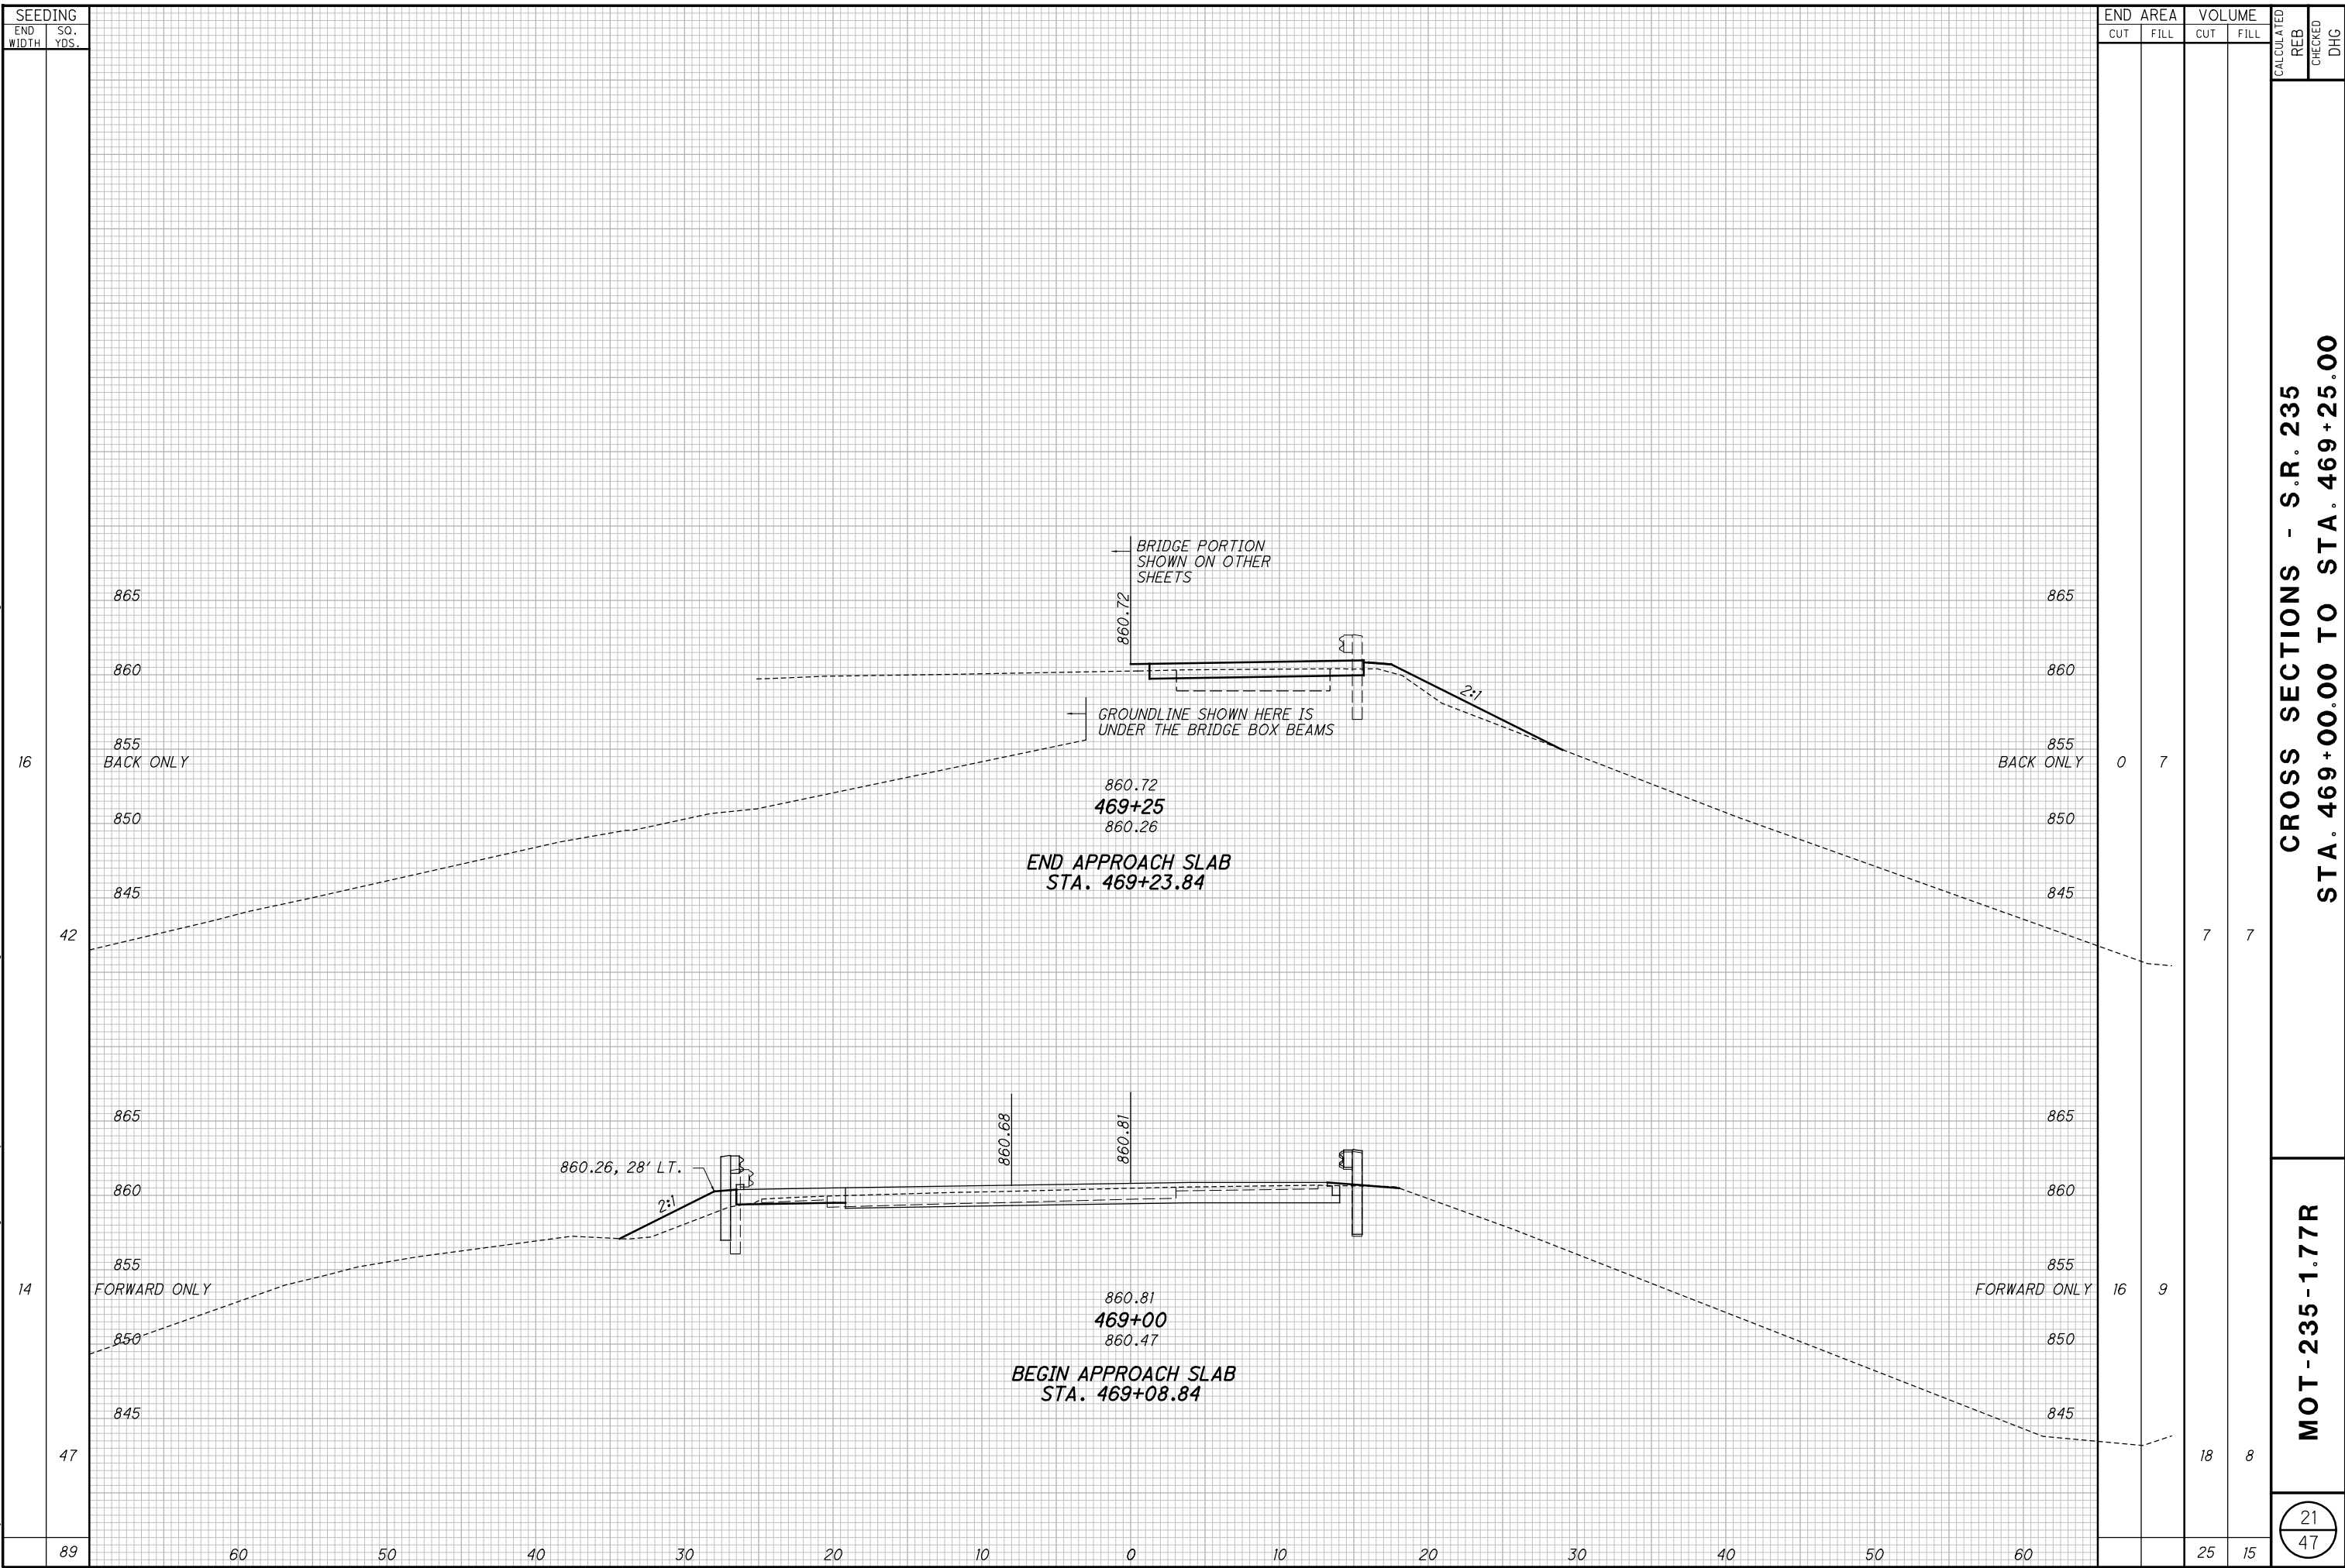 SEEDING
END WIDTH
SQ. YDS.
END AREA
VOLUME
CUT
FILL
CUT
FILL
CALCULATED
REB
CHECKED
DHG
BRIDGE PORTION
SHOWN ON OTHER
SHEETS
860.72
865
865
860
860
2:1
GROUNDLINE SHOWN HERE IS
UNDER THE BRIDGE BOX BEAMS
855
855
16
BACK ONLY
BACK ONLY
0
7
860.72
469+25
860.26
850
850
END APPROACH SLAB
STA. 469+23.84
845
845
42
7
7
865
860.68
860.81
865
860.26, 28' LT.
860
2:1
860
855
855
14
FORWARD ONLY
FORWARD ONLY
16
9
860.81
469+00
860.47
850
850
BEGIN APPROACH SLAB
STA. 469+08.84
845
845
47
18
8
89
60
50
40
30
20
10
0
10
20
30
40
50
60
25
15
CROSS SECTIONS - S.R. 235
STA. 469+00.00 TO STA. 469+25.00
MOT-235-1.77R
21
47